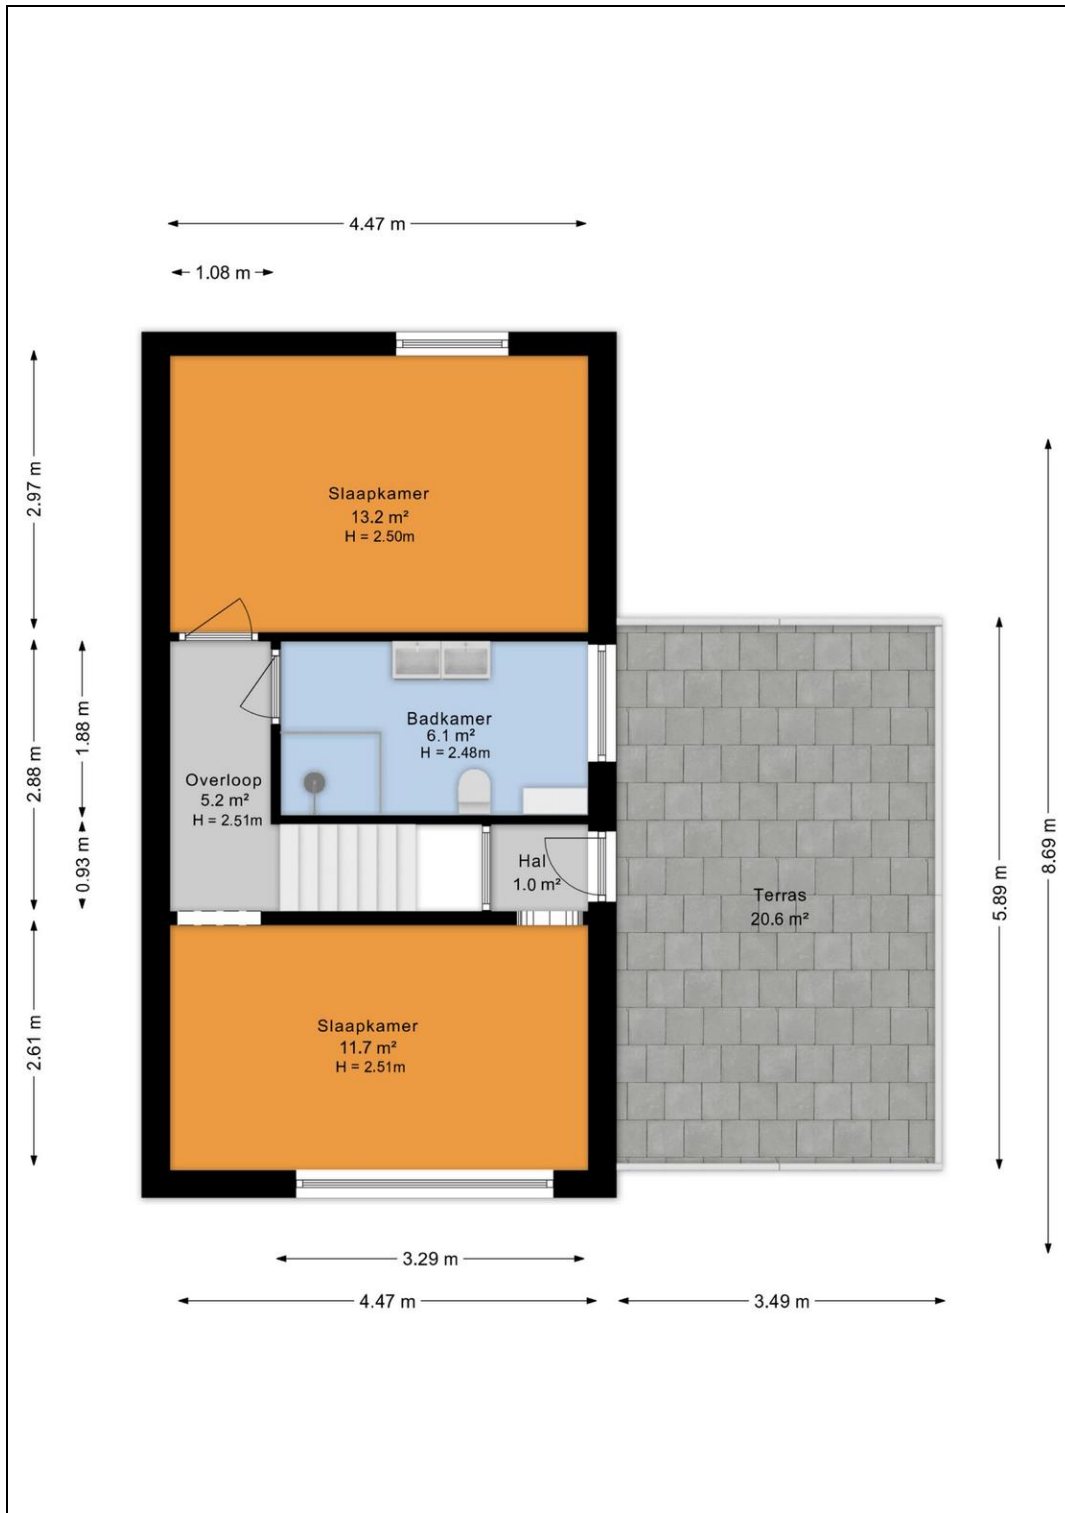 4.47 m
1.08 m
2.97 m
Slaapkamer
13.2 m²
H = 2.50m
8.69 m
5.89 m
2.88 m
1.88 m
0.93 m
Badkamer
6.1 m²
H = 2.48m
Overloop
5.2 m²
H = 2.51m
Hal
1.0 m²
Terras
20.6 m²
2.61 m
Slaapkamer
11.7 m²
H = 2.51m
3.29 m
4.47 m
3.49 m